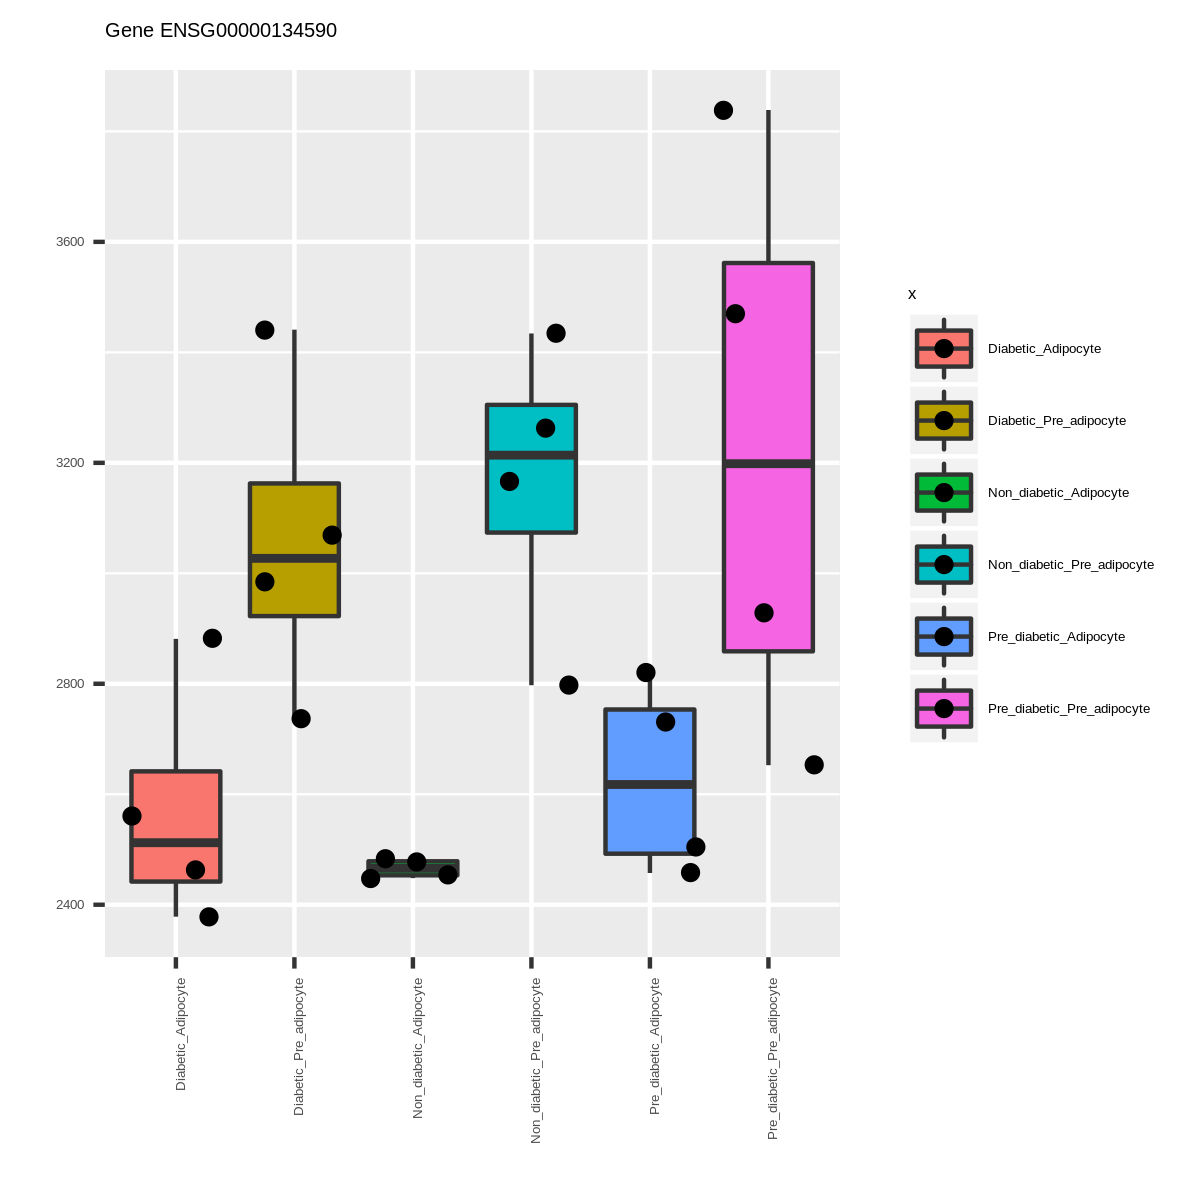 Gene ENSG00000134590
3600
3200
2800
2400
Diabetic_Adipocyte
Diabetic_Pre_adipocyte
Non_diabetic_Adipocyte
Non_diabetic_Pre_adipocyte
Pre_diabetic_Adipocyte
Pre_diabetic_Pre_adipocyte
x
Diabetic_Adipocyte
Diabetic_Pre_adipocyte
Non_diabetic_Adipocyte
Non_diabetic_Pre_adipocyte
Pre_diabetic_Adipocyte
Pre_diabetic_Pre_adipocyte